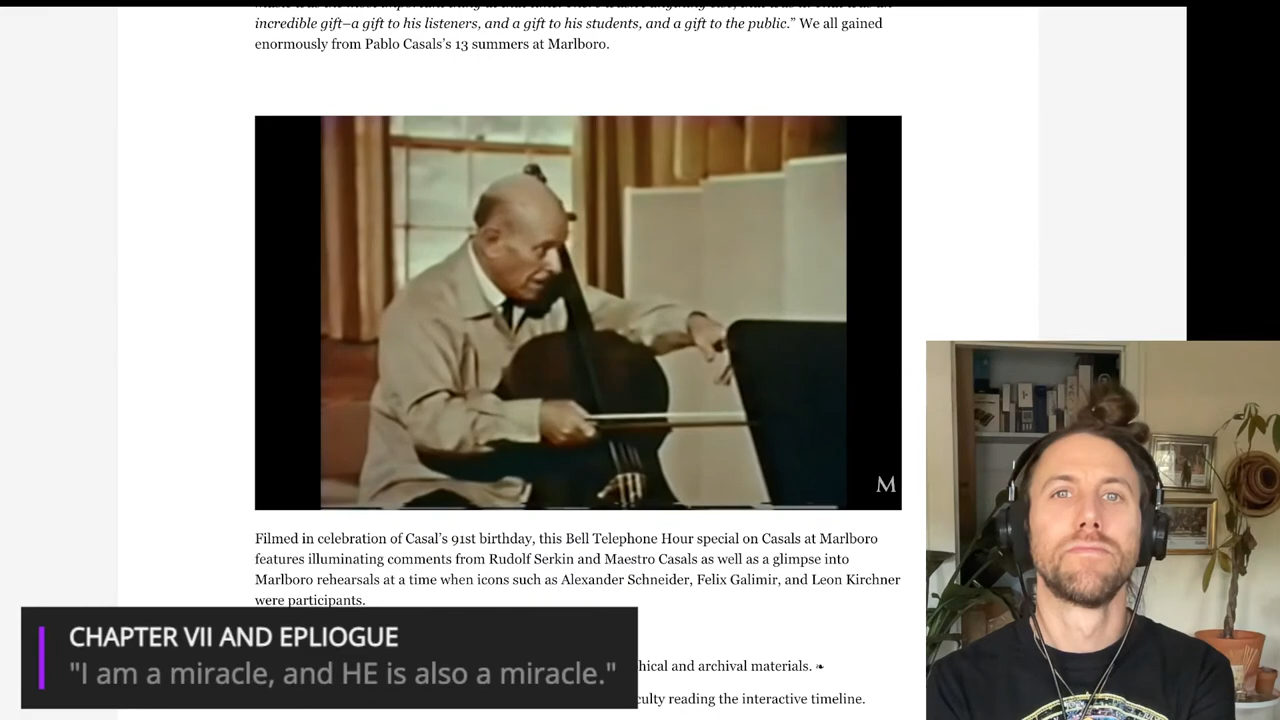 incredible gift–a gift to his listeners, and a gift to his students, and a gift to the public.” We all gained
enormously from Pablo Casals’s 13 summers at Marlboro.
M
Filmed in celebration of Casal’s 91st birthday, this Bell Telephone Hour special on Casals at Marlboro
features illuminating comments from Rudolf Serkin and Maestro Casals as well as a glimpse into
Marlboro rehearsals at a time when icons such as Alexander Schneider, Felix Galimir, and Leon Kirchner
were participants.
CHAPTER VII AND EPLIOGUE
"I am a miracle, and HE is also a miracle."
hical and archival materials. ❧
culty reading the interactive timeline.